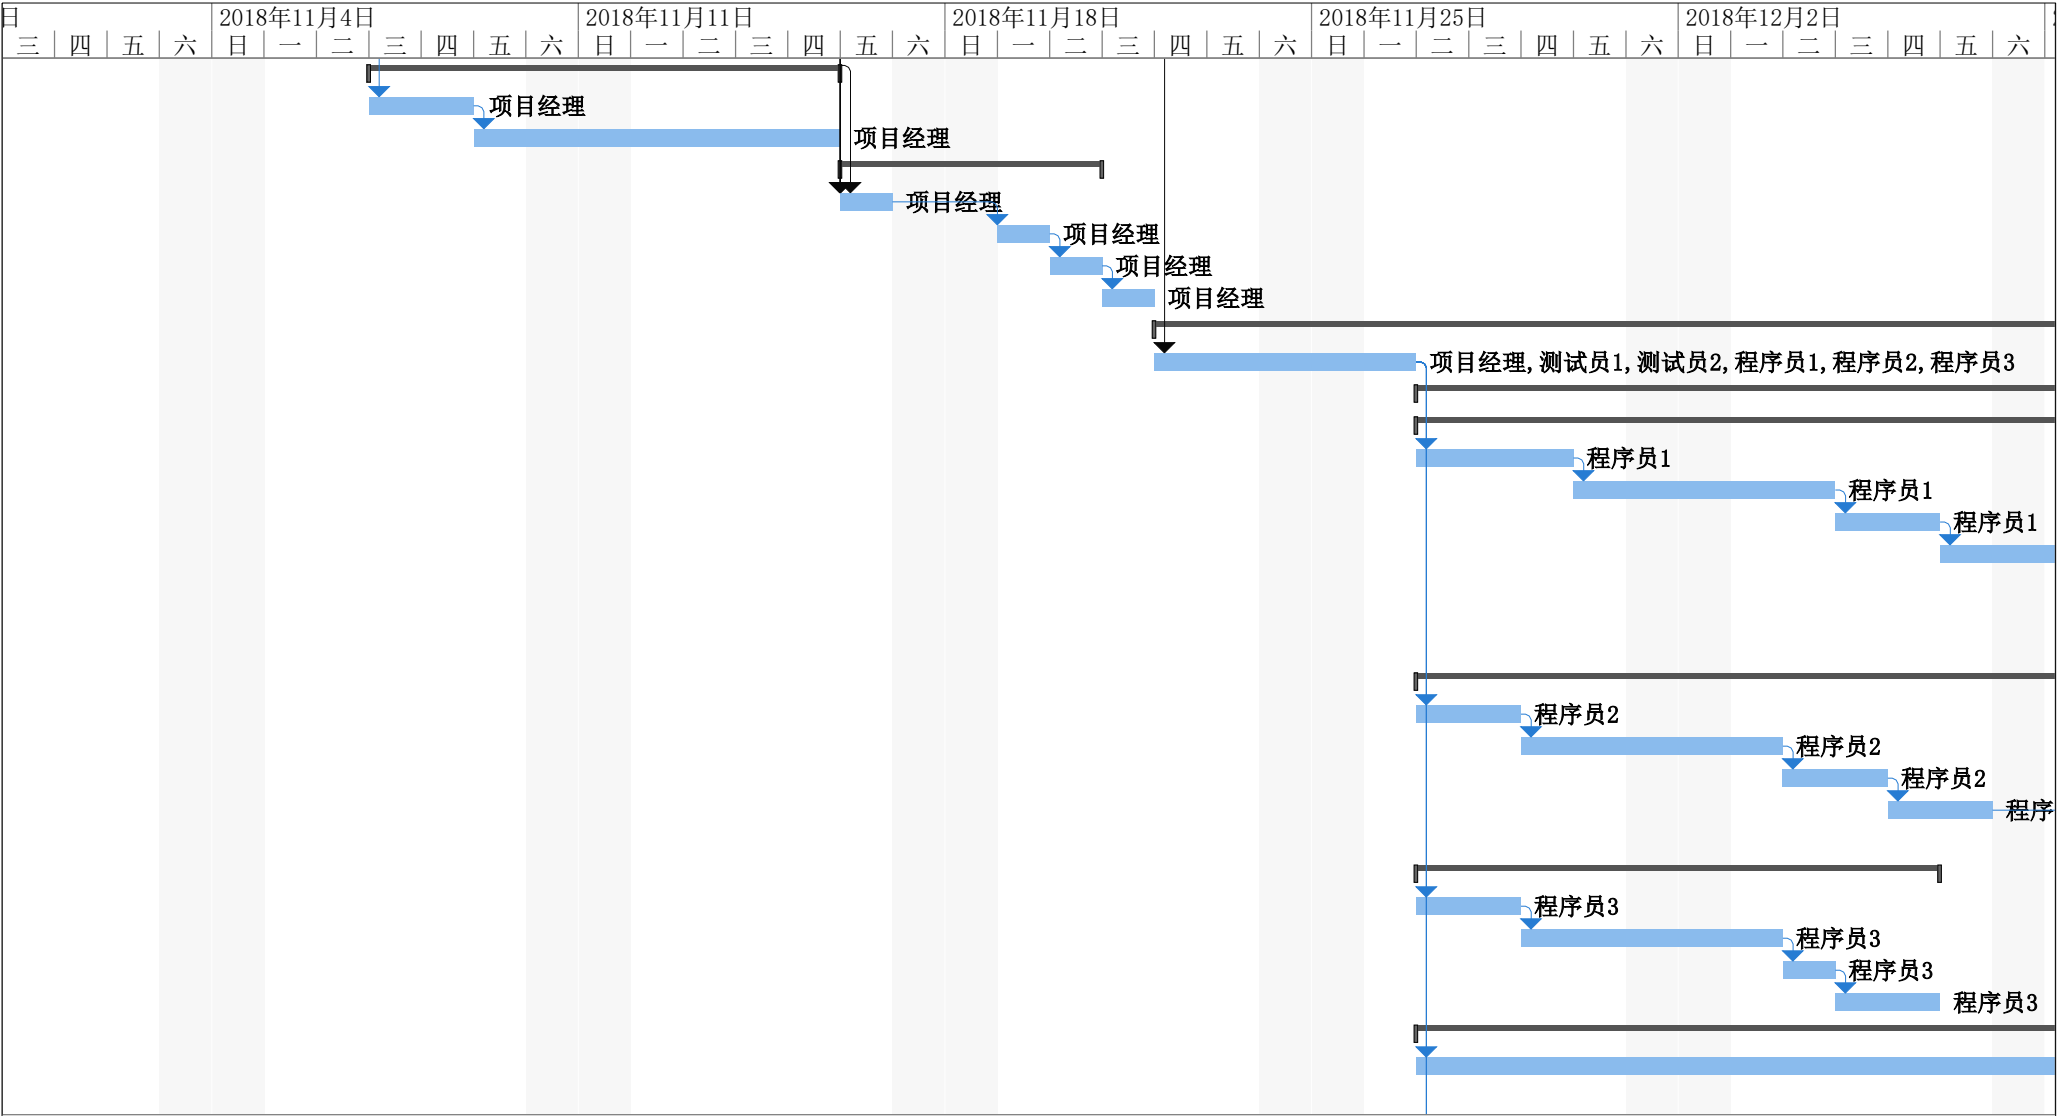 日 2018年11月4日 2018年11月11日 2018年11月18日 2018年11月25日 2018年12月2日
三 四 五 六 日 一 二 三 四 五 六 日 一 二 三 四 五 六 日 一 二 三 四 五 六 日 一 二 三 四 五 六 日 一 二 三 四 五 六
项目经理
项目经理
项目经理
项目经理
项目经理
项目经理
项目经理, 测试员1, 测试员2, 程序员1, 程序员2, 程序员3
程序员1
程序员1
程序员1
程序员2
程序员2
程序员2
程序
程序员3
程序员3
程序员3
程序员3